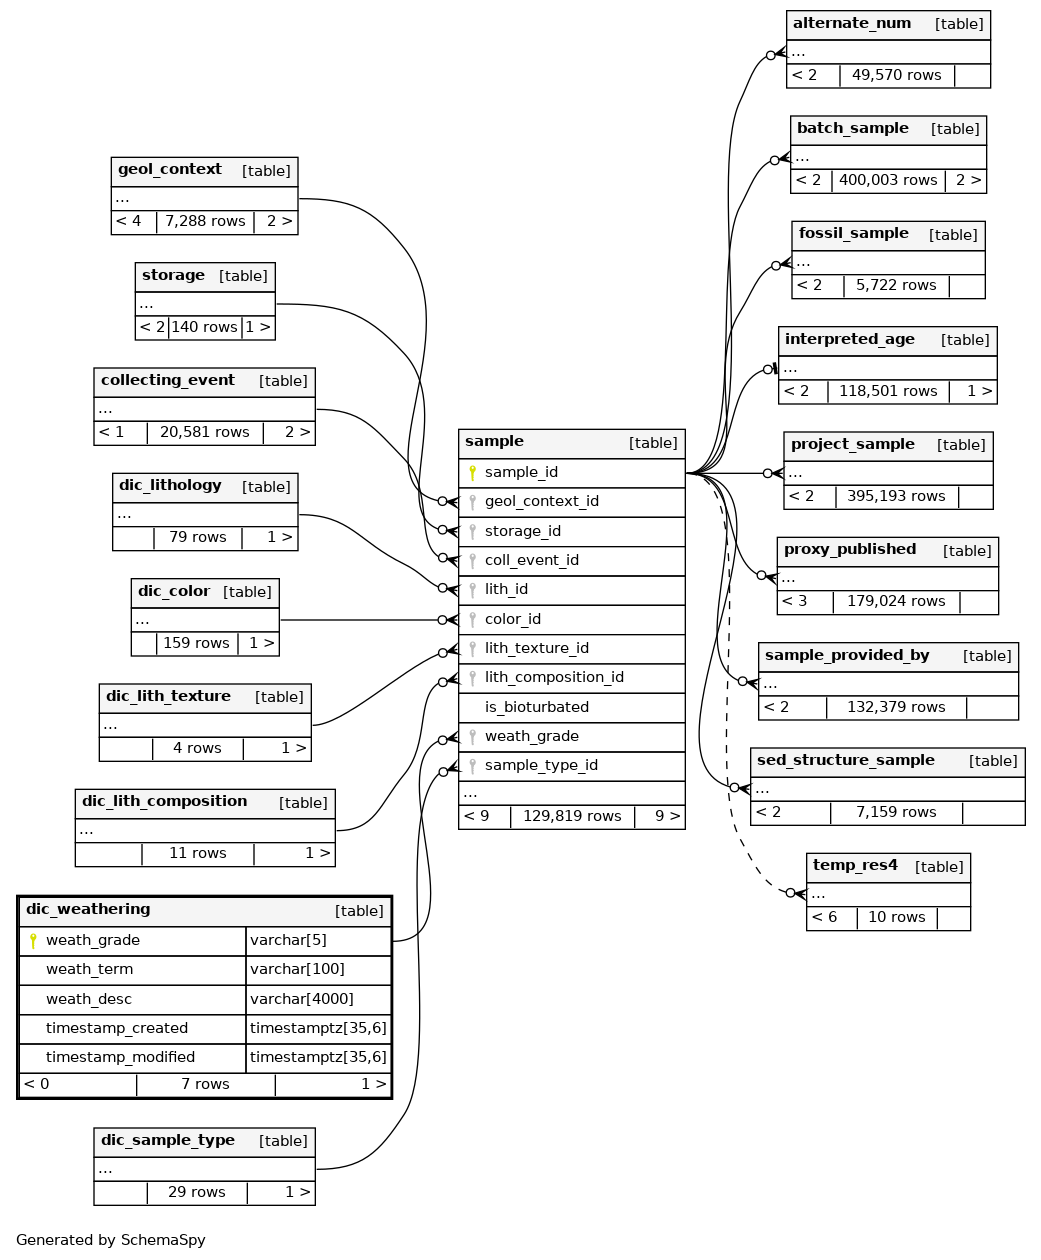 alternate_num [table]
...
< 2 49,570 rows
batch_sample [table]
...
< 2 400,003 rows 2 >
geol_context [table]
...
< 4 7,288 rows 2 >
fossil_sample [table]
...
< 2 5,722 rows
storage [table]
...
< 2 140 rows 1 >
interpreted_age [table]
...
< 2 118,501 rows 1 >
collecting_event [table]
...
< 1 20,581 rows 2 >
project_sample [table]
...
< 2 395,193 rows
sample [table]
sample_id
geol_context_id
storage_id
coll_event_id
lith_id
color_id
lith_texture_id
lith_composition_id
is_bioturbated
weath_grade
sample_type_id
...
< 9 129,819 rows 9 >
dic_lithology [table]
...
79 rows 1 >
proxy_published [table]
...
< 3 179,024 rows
dic_color [table]
...
159 rows 1 >
sample_provided_by [table]
...
< 2 132,379 rows
dic_lith_texture [table]
...
4 rows 1 >
sed_structure_sample [table]
...
< 2 7,159 rows
dic_lith_composition [table]
...
11 rows 1 >
temp_res4 [table]
...
< 6 10 rows
dic_weathering [table]
weath_grade varchar[5]
weath_term varchar[100]
weath_desc varchar[4000]
timestamp_created timestamptz[35,6]
timestamp_modified timestamptz[35,6]
< 0 7 rows 1 >
dic_sample_type [table]
...
29 rows 1 >
Generated by SchemaSpy